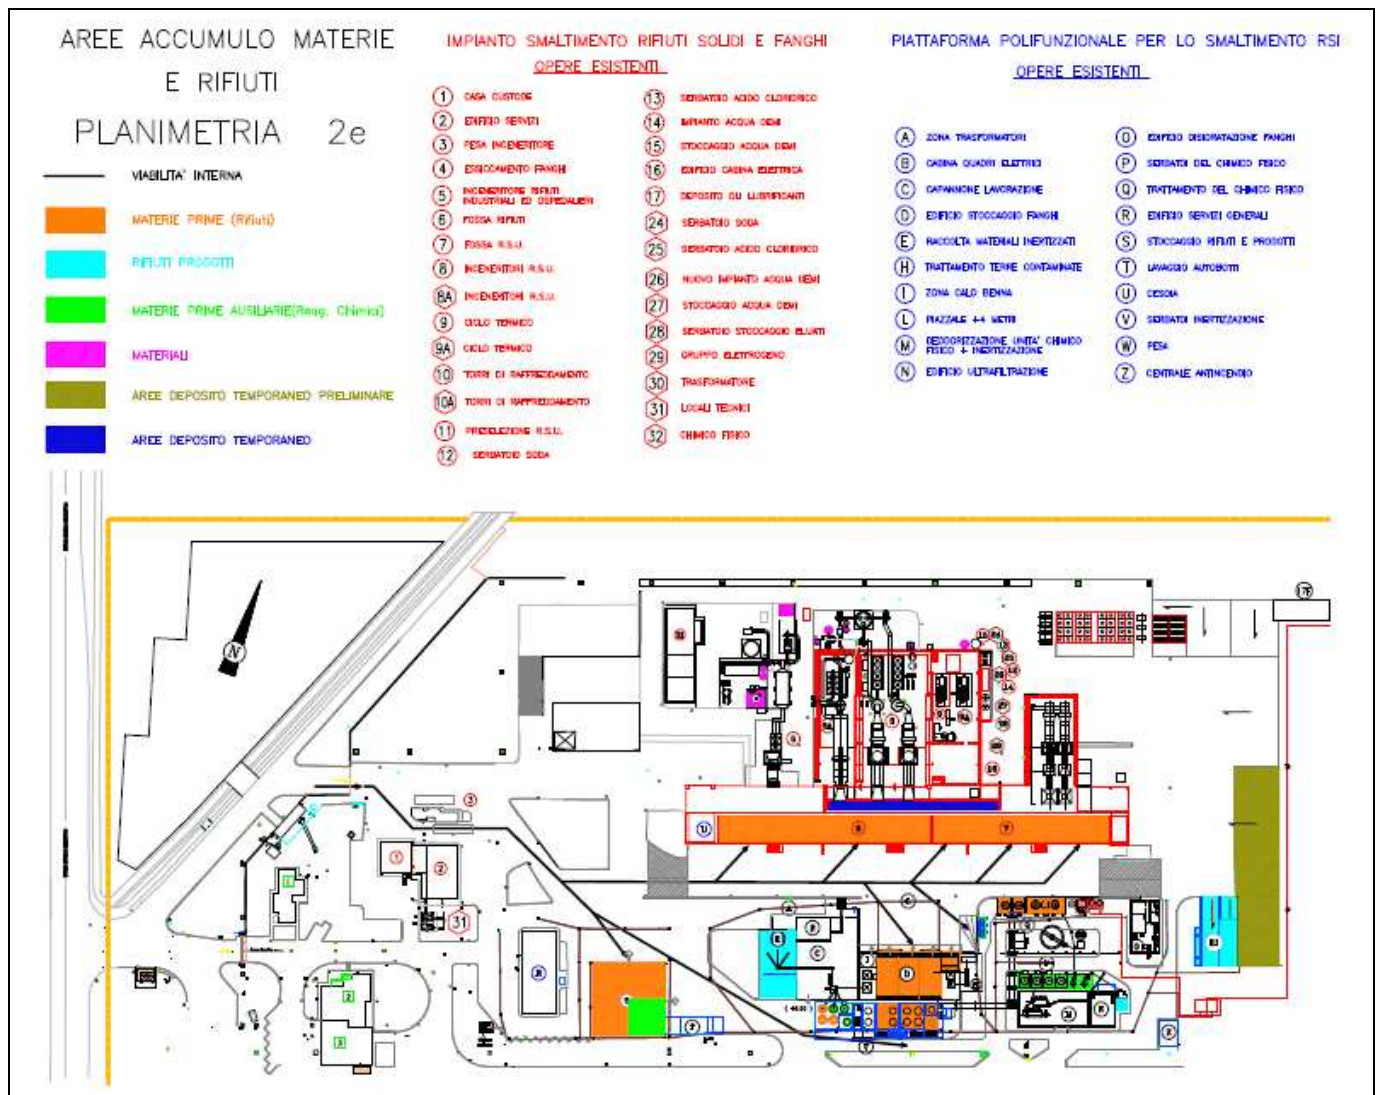 AREE ACCUMULO MATERIE
E RIFIUTI
PLANIMETRIA 2e
VIABILITA' INTERNA
MATERIE PRIME (Rifiuti)
RIFIUTI PRODOTTI
MATERIE PRIME AUSILIARIE(Reag. Chimici)
MATERIALI
AREE DEPOSITO TEMPORANEO PRELIMINARE
AREE DEPOSITO TEMPORANEO
IMPIANTO SMALTIMENTO RIFIUTI SOLIDI E FANGHI
OPERE ESISTENTI
1 CASA CUSTODE
2 EDIFICIO SERVIZI
3 PESA INCENERITORE
4 ESSICCAMENTO FANGHI
5 INCENERITORE RIFIUTI
INDUSTRIALI ED OSPEDALIERI
6 FOSSA RIFIUTI
7 FOSSA R.S.U.
8 INCENERITORI R.S.U.
8A INCENERITORI R.S.U.
9 CICLO TERMICO
9A CICLO TERMICO
10 TORRI DI RAFFREDDAMENTO
10A TORRI DI RAFFREDDAMENTO
11 PRESELEZIONE R.S.U.
12 SERBATOIO SODA
13 SERBATOIO ACIDO CLORIDRICO
14 IMPIANTO ACQUA DEMI
15 STOCCAGGIO ACQUA DEMI
16 EDIFICIO CABINA ELETTRICA
17 DEPOSITO OLI LUBRIFICANTI
24 SERBATOIO SODA
25 SERBATOIO ACIDO CLORIDRICO
26 NUOVO IMPIANTO ACQUA DEMI
27 STOCCAGGIO ACQUA DEMI
28 SERBATOIO STOCCAGGIO ELUATI
29 GRUPPO ELETTROGENO
30 TRASFORMATORE
31 LOCALI TECNICI
32 CHIMICO FISICO
PIATTAFORMA POLIFUNZIONALE PER LO SMALTIMENTO RSI
OPERE ESISTENTI
A ZONA TRASFORMATORI
B CABINA QUADRI ELETTRICI
C CAPANNONE LAVORAZIONE
D EDIFICIO STOCCAGGIO FANGHI
E RACCOLTA MATERIALI INERTIZZATI
H TRATTAMENTO TERRE CONTAMINATE
I ZONA CALO BENNA
L PIAZZALE +4 METRI
M DEODORIZZAZIONE UNITA' CHIMICO
FISICO + INERTIZZAZIONE
N EDIFICIO ULTRAFILTRAZIONE
O EDIFICIO DISIDRATAZIONE FANGHI
P SERBATOI DEL CHIMICO FISICO
Q TRATTAMENTO DEL CHIMICO FISICO
R EDIFICIO SERVIZI GENERALI
S STOCCAGGIO RIFIUTI E PRODOTTI
T LAVAGGIO AUTOBOTTI
U CESOIA
V SERBATOI INERTIZZAZIONE
W PESA
Z CENTRALE ANTINCENDIO
N
3
1
2
31
1
2
3
U
6
7
C
D